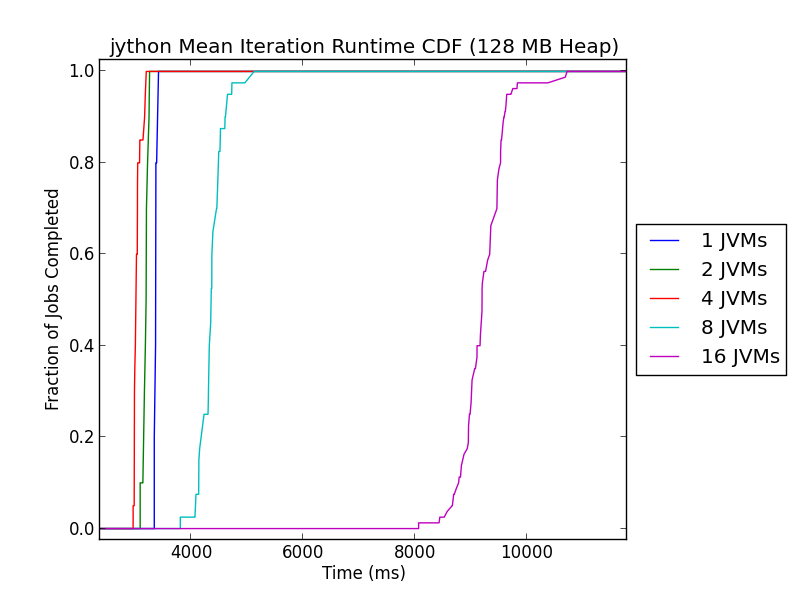 jython Mean Iteration Runtime CDF (128 MB Heap)
Fraction of Jobs Completed
1.0
0.8
0.6
0.4
0.2
0.0
4000 6000 8000 10000
Time (ms)
1 JVMs
2 JVMs
4 JVMs
8 JVMs
16 JVMs